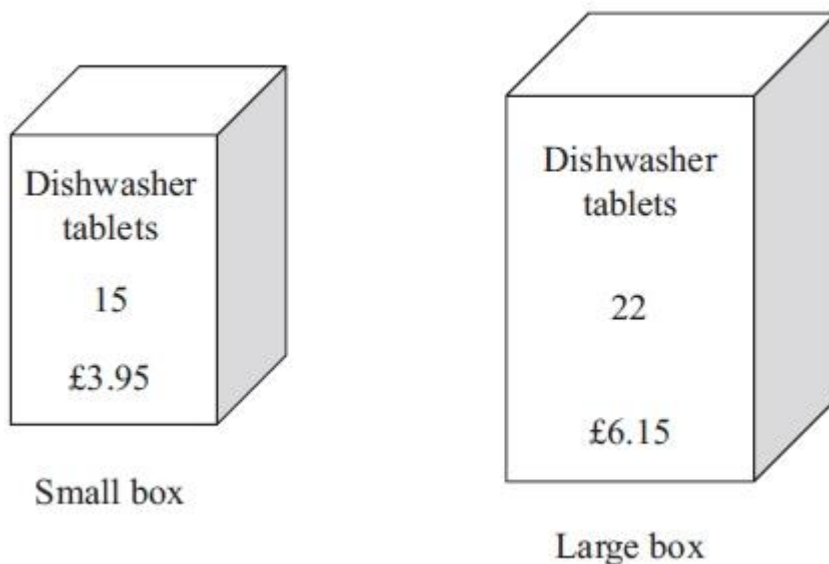 Dishwasher
tablets
15
£3.95
Small box
Dishwasher
tablets
22
£6.15
Large box